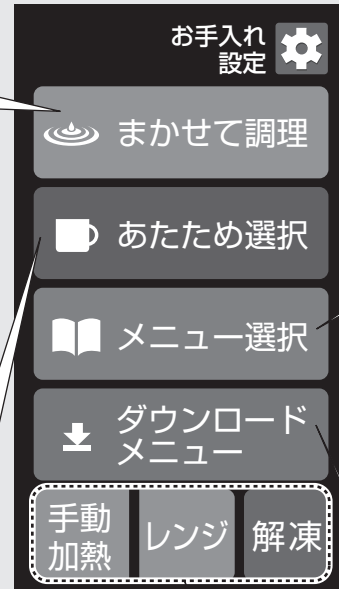 お手入れ
設定
まかせて調理
あたため選択
メニュー選択
ダウンロード
メニュー
手動
加熱
レンジ
解凍